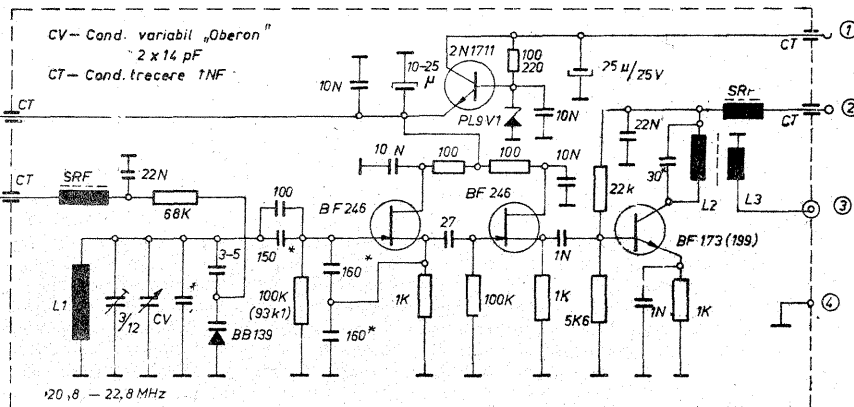 CV- Cond. variabil „Oberon"
2 x 14 pF
CT- Cond. trecere 1NF
2N1711
10-25
μ
100
220
25 μ/25V
CT
1
10N
PL9V1
10N
SRF
CT
2
CT
22N
10 N
100
100
10N
22N
30*
L2
L3
3
CT
SRF
22N
68K
100
150 *
BF 246
27
BF 246
22k
1N
BF 173 (199)
3-5
160*
160*
100K
(93k1)
1K
100K
1K
5K6
1N
1K
4
L1
3/12
CV
*
BB139
20,8 - 22,8 MHz